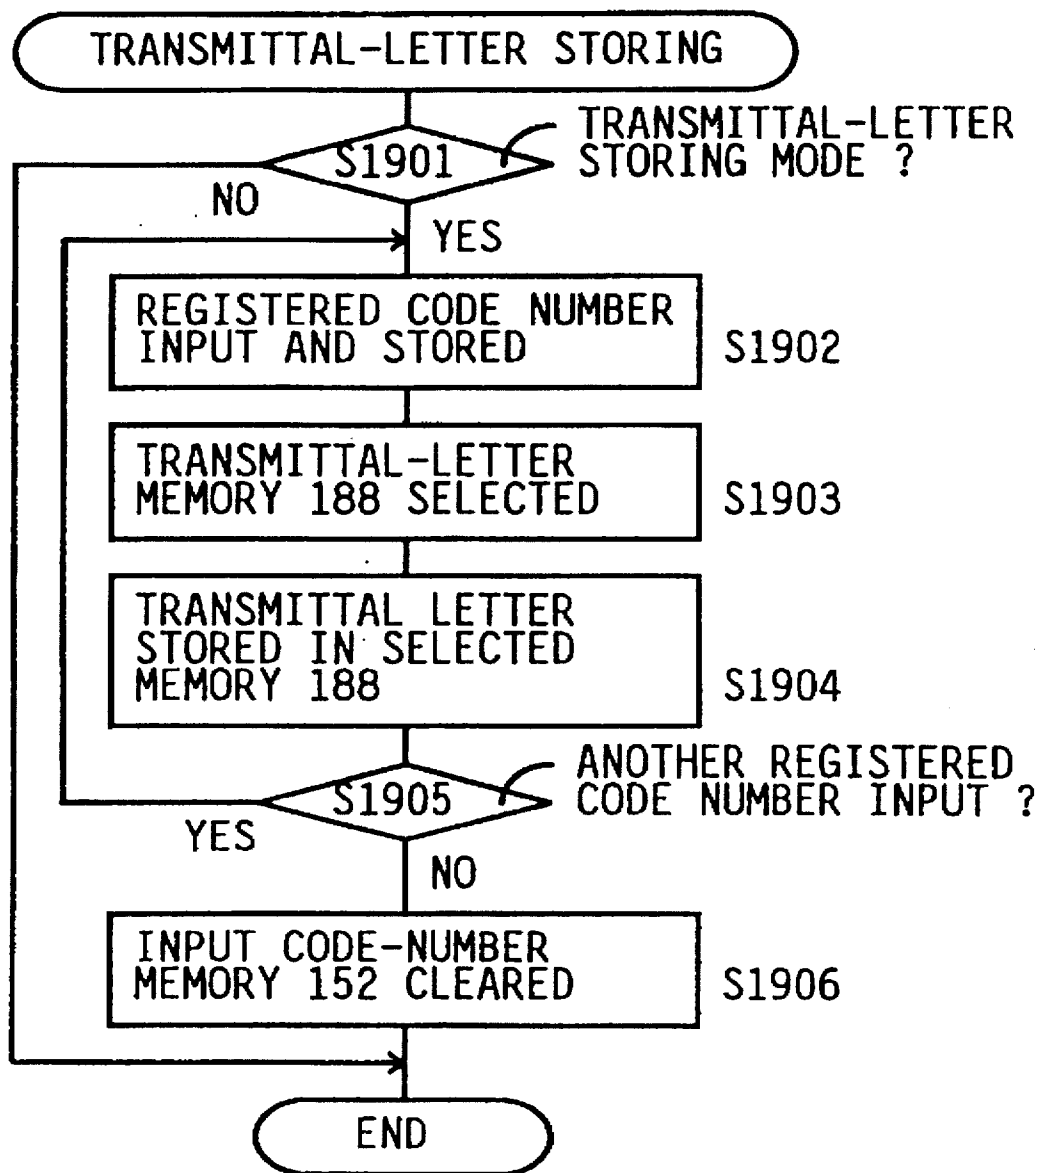 TRANSMITTAL-LETTER STORING
S1901
TRANSMITTAL-LETTER
STORING MODE ?
NO
YES
REGISTERED CODE NUMBER
INPUT AND STORED
S1902
TRANSMITTAL-LETTER
MEMORY 188 SELECTED
S1903
TRANSMITTAL LETTER
STORED IN SELECTED
MEMORY 188
S1904
S1905
ANOTHER REGISTERED
CODE NUMBER INPUT ?
YES
NO
INPUT CODE-NUMBER
MEMORY 152 CLEARED
S1906
END